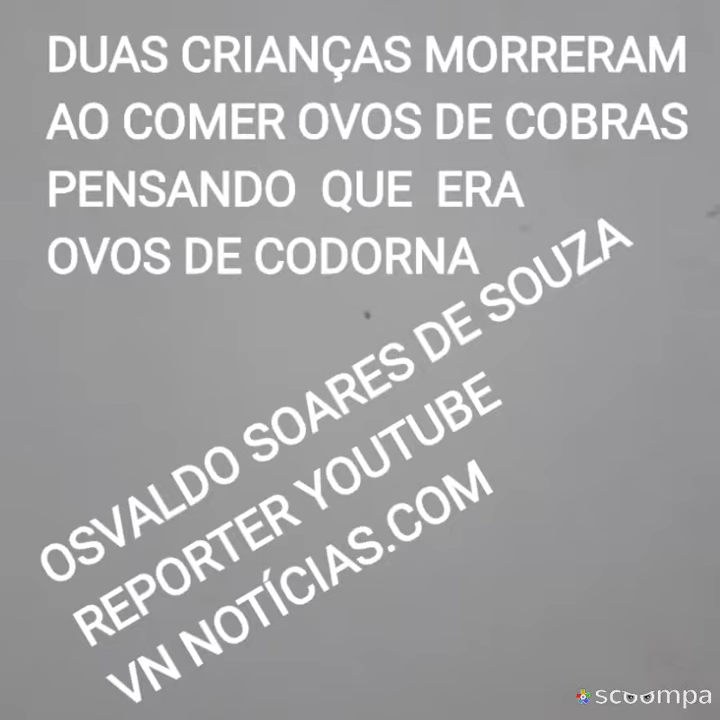 DUAS CRIANÇAS MORRERAM
AO COMER OVOS DE COBRAS
PENSANDO QUE ERA
OVOS DE CODORNA
OSVALDO SOARES DE SOUZA
REPORTER YOUTUBE
VN NOTÍCIAS.COM
scoompa